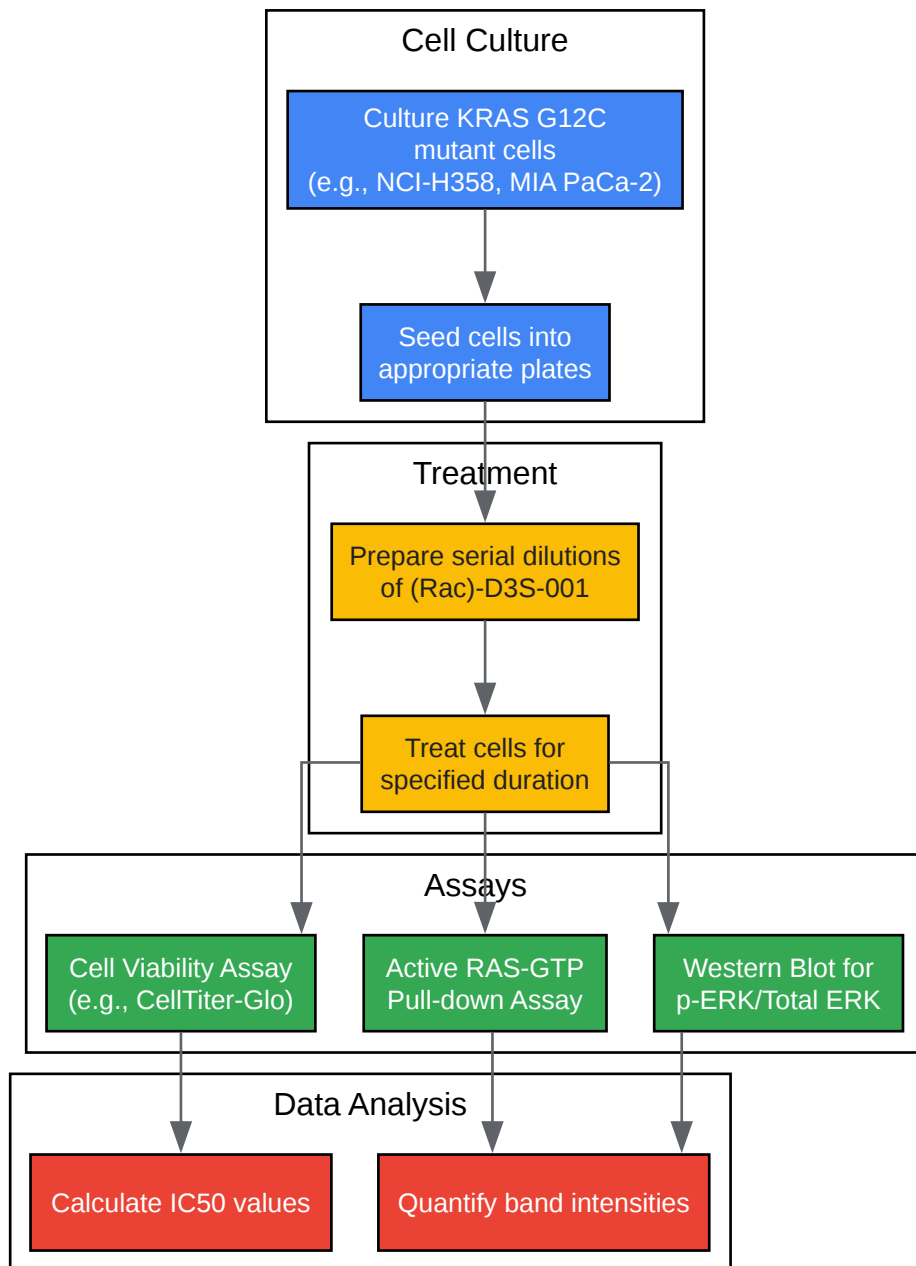 Cell Culture
Culture KRAS G12C
mutant cells
(e.g., NCI-H358, MIA PaCa-2)
Seed cells into
appropriate plates
Treatment
Prepare serial dilutions
of (Rac)-D3S-001
Treat cells for
specified duration
Assays
Cell Viability Assay
(e.g., CellTiter-Glo)
Active RAS-GTP
Pull-down Assay
Western Blot for
p-ERK/Total ERK
Data Analysis
Calculate IC50 values
Quantify band intensities